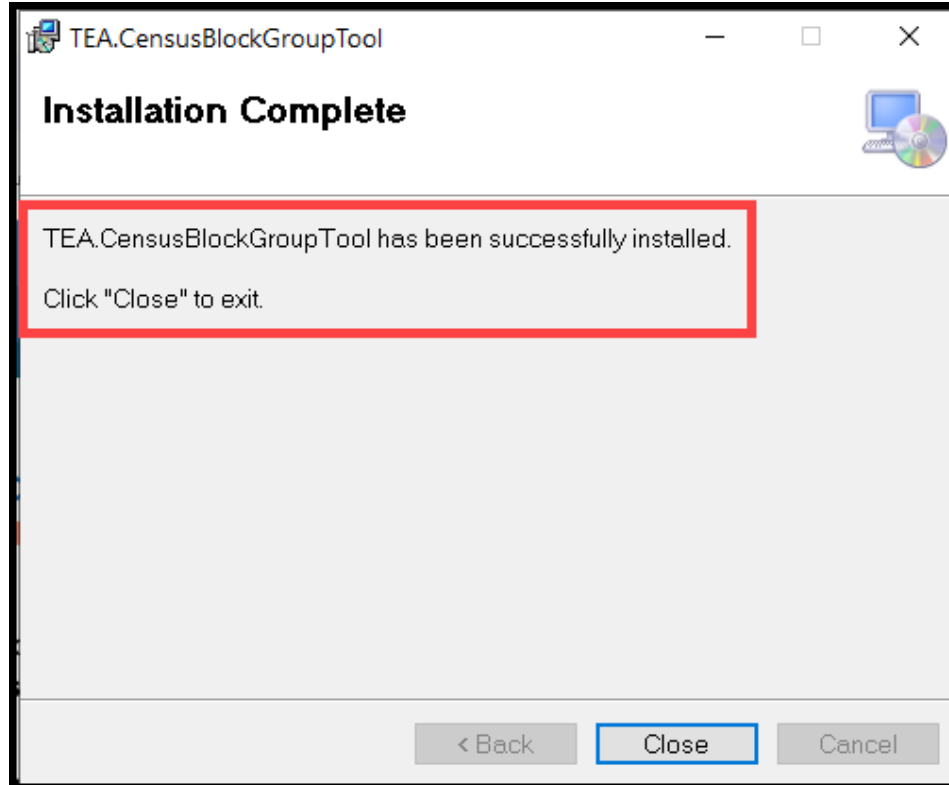 TEA.CensusBlockGroupTool
Installation Complete
TEA.CensusBlockGroupTool has been successfully installed.
Click "Close" to exit.
< Back
Close
Cancel